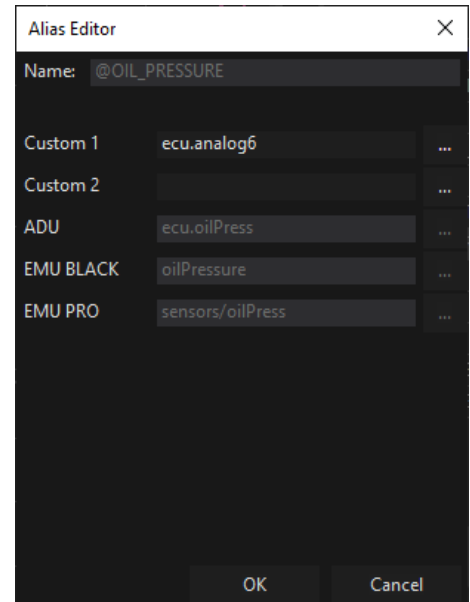 Alias Editor
Name: @OIL_PRESSURE
Custom 1 ecu.analog6 ...
Custom 2 ...
ADU ecu.oilPress ...
EMU BLACK oilPressure ...
EMU PRO sensors/oilPress ...
OK Cancel